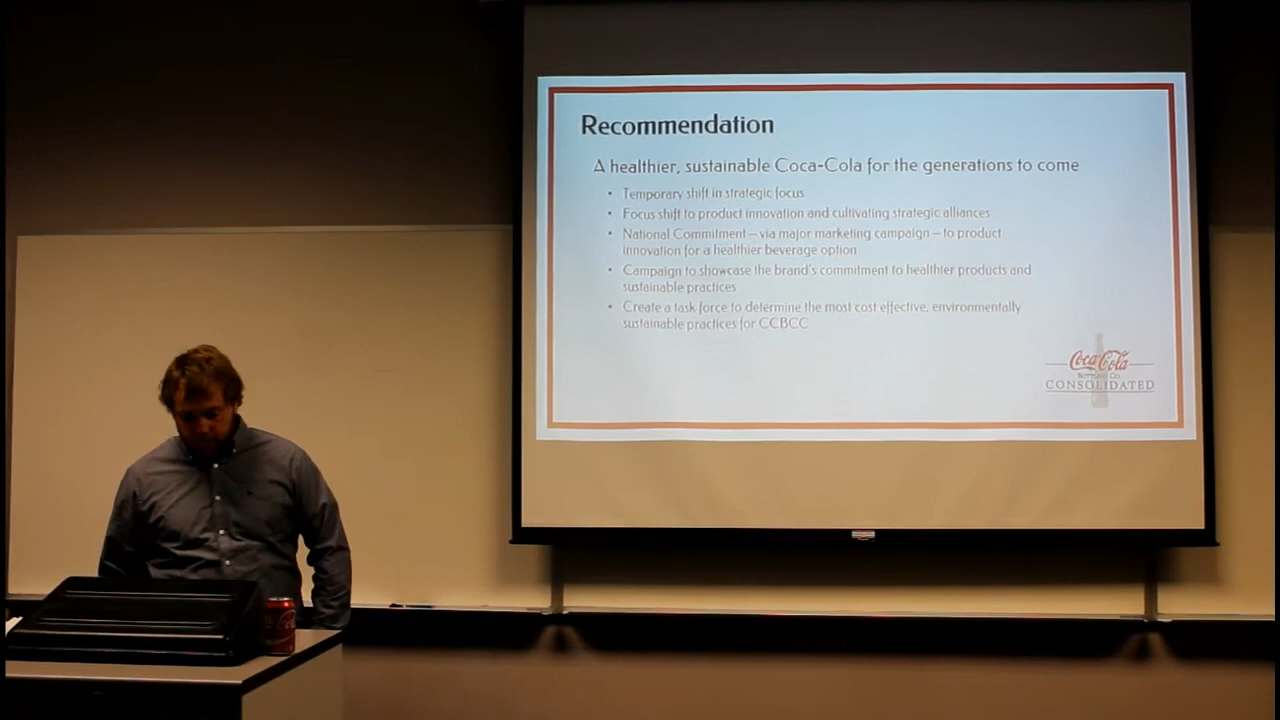 Recommendation
A healthier, sustainable Coca-Cola for the generations to come
• Temporary shift in strategic focus
• Focus shift to product innovation and cultivating strategic alliances
• National Commitment – via major marketing campaign – to product
innovation for a healthier beverage option
• Campaign to showcase the brand's commitment to healthier products and
sustainable practices
• Create a task force to determine the most cost effective, environmentally
sustainable practices for CCBCC
Coca-Cola
Bottling Co.
CONSOLIDATED